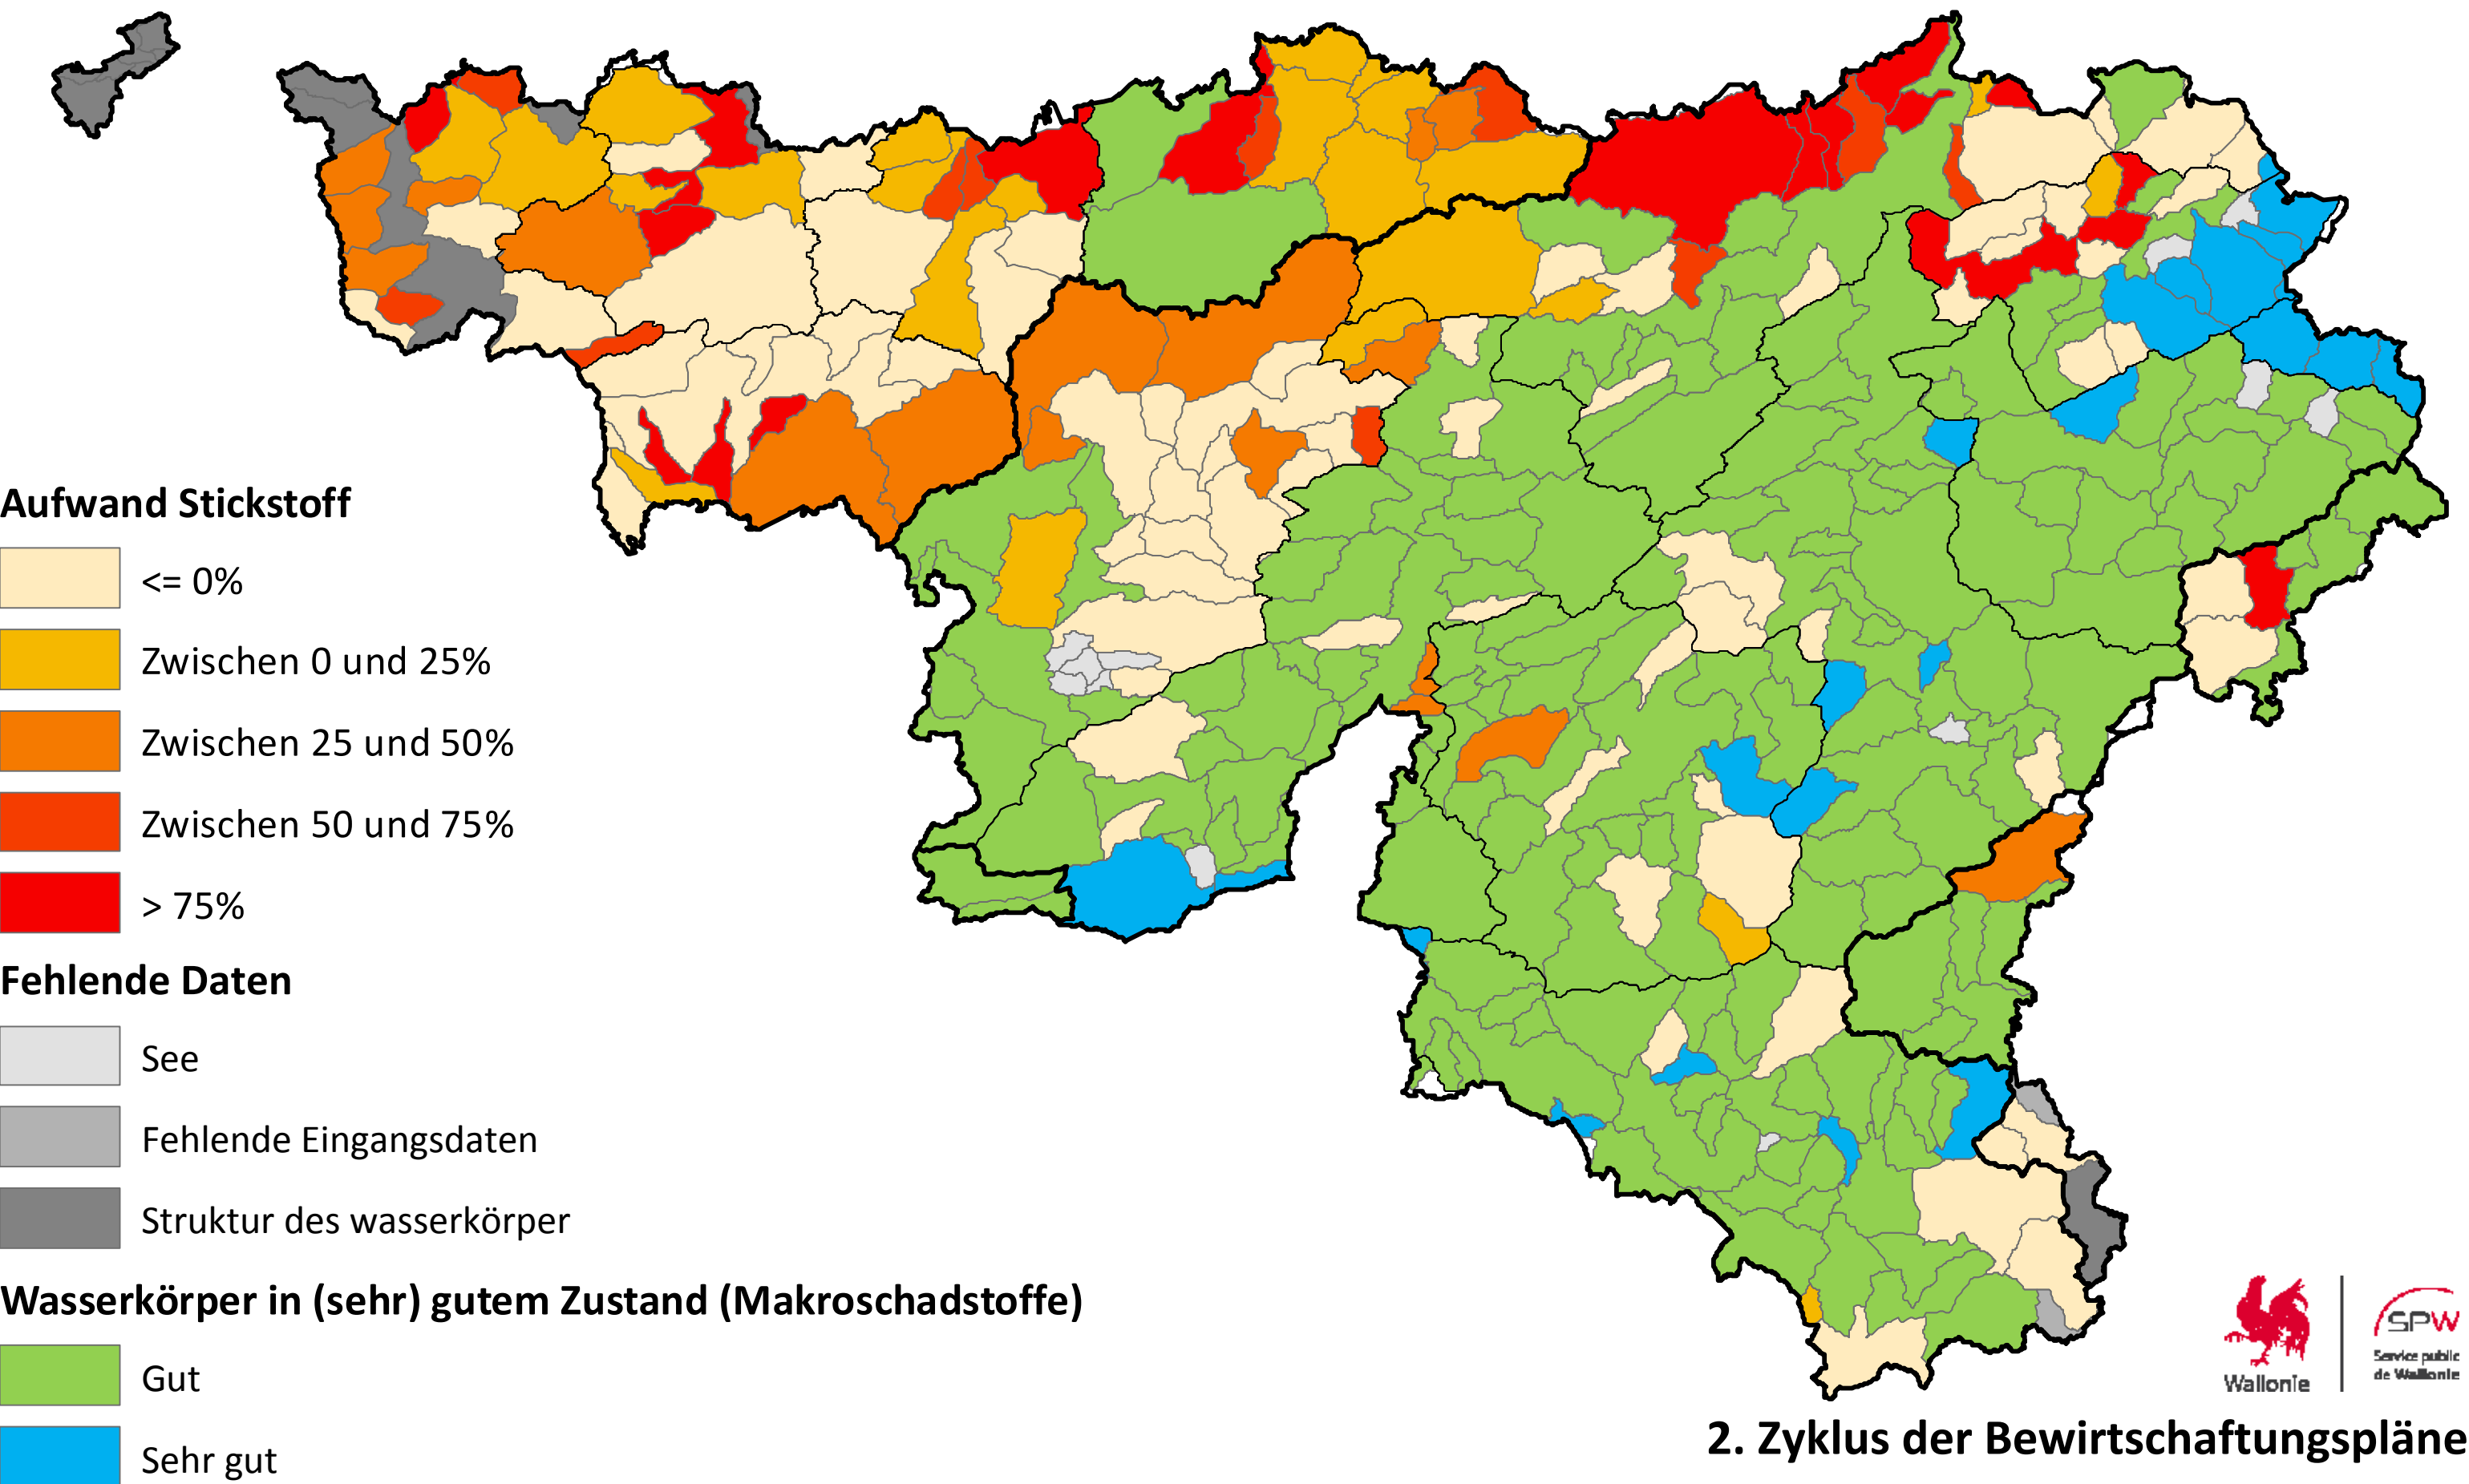 Aufwand Stickstoff
<= 0%
Zwischen 0 und 25%
Zwischen 25 und 50%
Zwischen 50 und 75%
> 75%
Fehlende Daten
See
Fehlende Eingangsdaten
Struktur des wasserkörper
Wasserkörper in (sehr) gutem Zustand (Makroschadstoffe)
Gut
Sehr gut
Wallonie
SPW
Service public
de Wallonie
2. Zyklus der Bewirtschaftungspläne